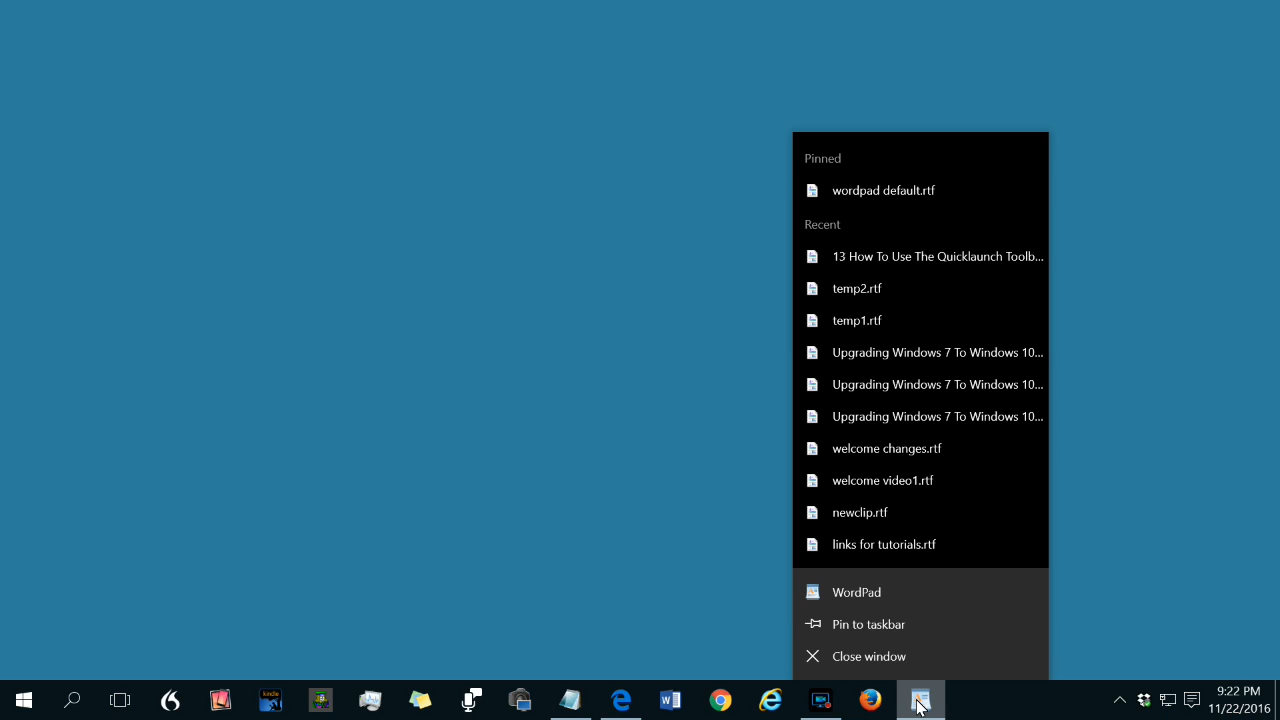 Pinned
wordpad default.rtf
Recent
13 How To Use The Quicklaunch Toolb...
temp2.rtf
temp1.rtf
Upgrading Windows 7 To Windows 10...
Upgrading Windows 7 To Windows 10...
Upgrading Windows 7 To Windows 10...
welcome changes.rtf
welcome video1.rtf
newclip.rtf
links for tutorials.rtf
WordPad
Pin to taskbar
Close window
kindle
9:22 PM
11/22/2016